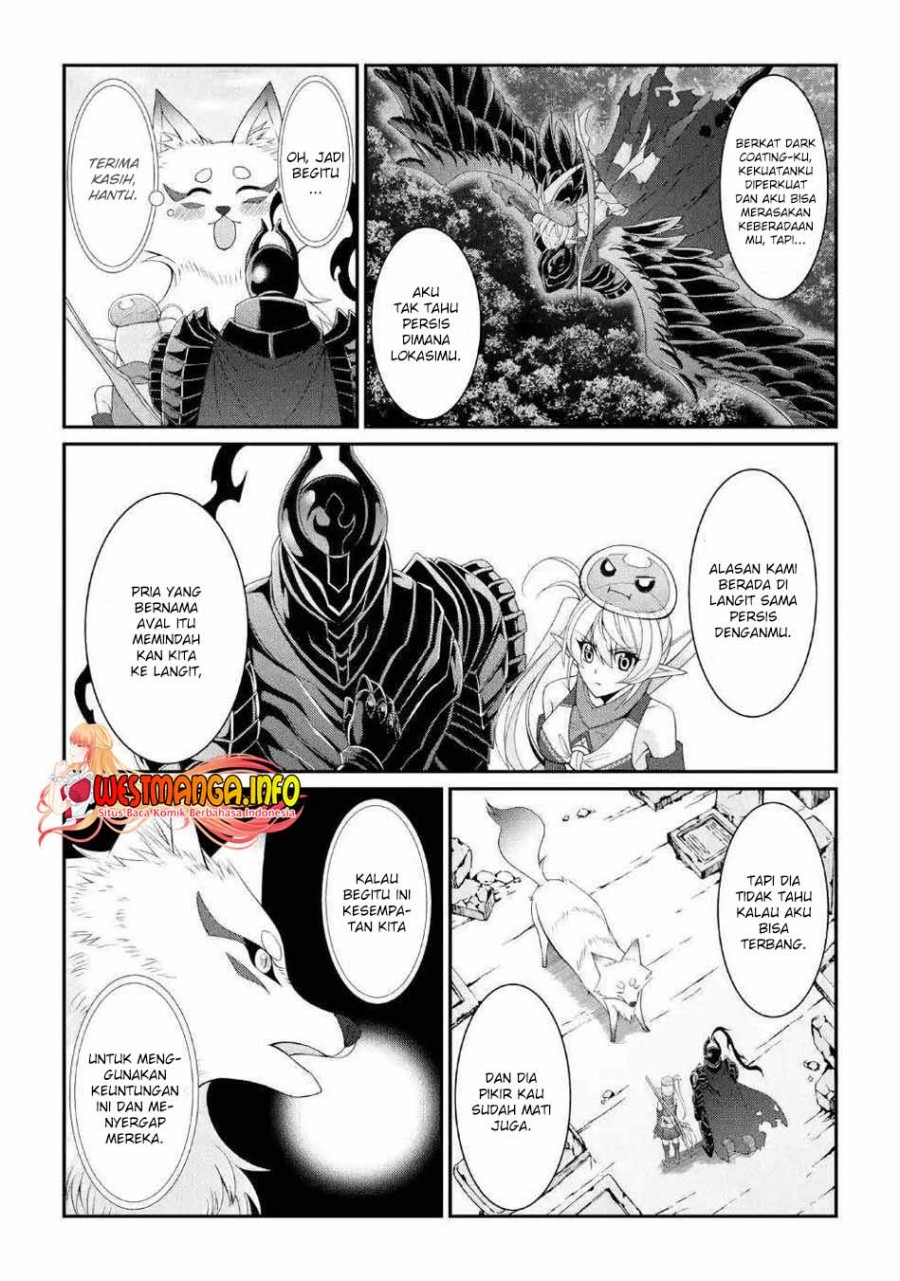 BERKAT DARK
COATING-KU,
KEKUATANKU
DIPERKUAT
DAN AKU BISA
MERASAKAN
KEBERADAAN
MU, TAPI...
AKU
TAK TAHU
PERSIS
DIMANA
LOKASIMU.
OH, JADI
BEGITU
...
TERIMA
KASIH,
HANTU.
ALASAN KAMI
BERADA DI
LANGIT SAMA
PERSIS
DENGANMU.
PRIA YANG
BERNAMA
AVAL ITU
MEMINDAH
KAN KITA
KE LANGIT,
TAPI DIA
TIDAK TAHU
KALAU AKU
BISA
TERBANG.
DAN DIA
PIKIR KAU
SUDAH MATI
JUGA.
KALAU
BEGITU INI
KESEMPA-
TAN KITA
UNTUK MENG-
GUNAKAN
KEUNTUNGAN
INI DAN ME-
NYERGAP
MEREKA.
WESTMANGA.INFO
Situs Baca Komik Berbahasa Indonesia